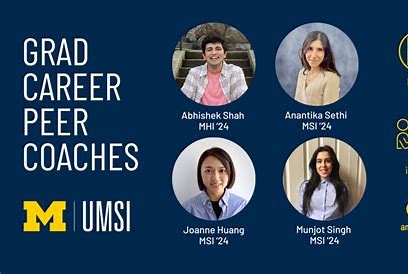 GRAD
CAREER
PEER
COACHES
M UMSI
Abhishek Shah
MHI '24
Anantika Sethi
MSI '24
Joanne Huang
MSI '24
Munjot Singh
MSI '24